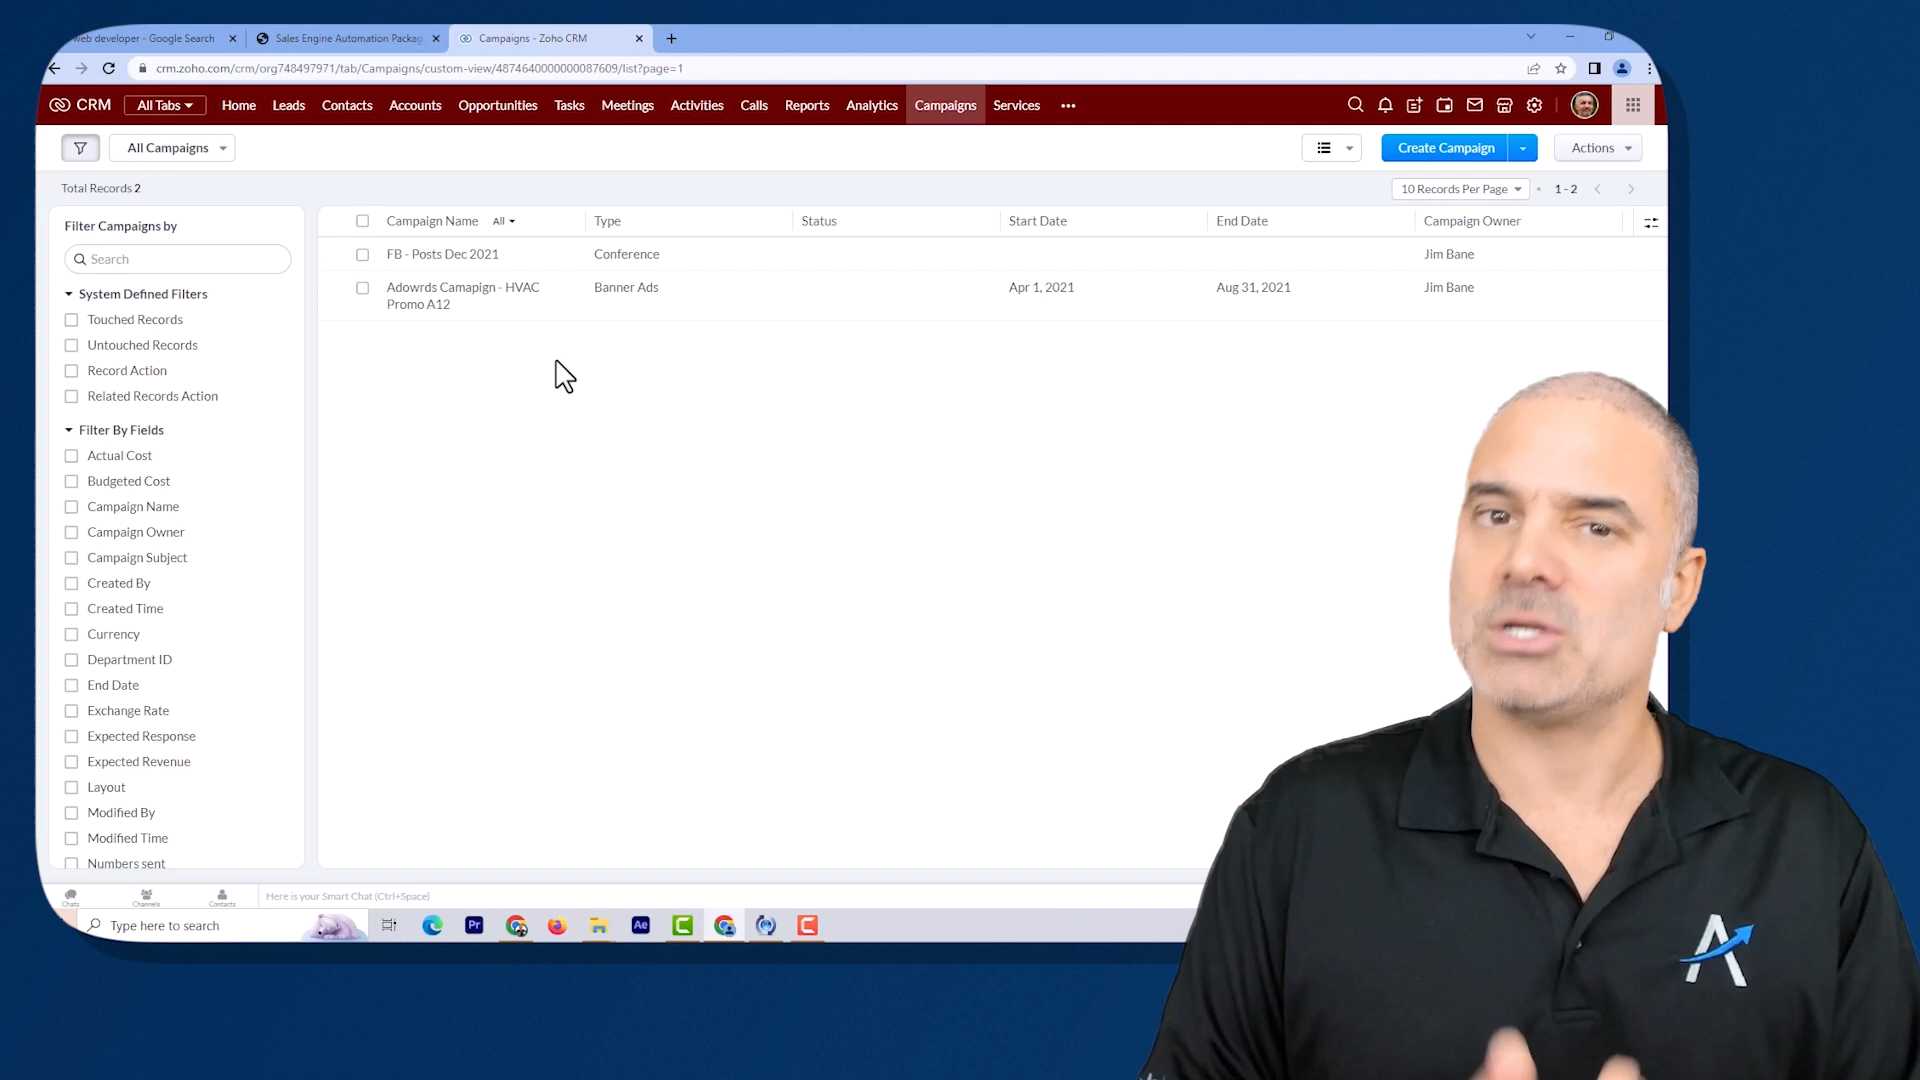 web developer - Google Search
Sales Engine Automation Packag
Campaigns - Zoho CRM
crm.zoho.com/crm/org748497971/tab/Campaigns/custom-view/4874640000000087609/list?page=1
CRM All Tabs Home Leads Contacts Accounts Opportunities Tasks Meetings Activities Calls Reports Analytics Campaigns Services
All Campaigns
Create Campaign
Actions
Total Records 2
10 Records Per Page
1 - 2
Filter Campaigns by
Search
System Defined Filters
Touched Records
Untouched Records
Record Action
Related Records Action
Filter By Fields
Actual Cost
Budgeted Cost
Campaign Name
Campaign Owner
Campaign Subject
Created By
Created Time
Currency
Department ID
End Date
Exchange Rate
Expected Response
Expected Revenue
Layout
Modified By
Modified Time
Numbers sent
Campaign Name All Type Status Start Date End Date Campaign Owner
FB - Posts Dec 2021 Conference Jim Bane
Adowrds Camapign - HVAC Banner Ads Apr 1, 2021 Aug 31, 2021 Jim Bane
Promo A12
Chats
Channels
Contacts
Here is your Smart Chat (Ctrl+Space)
Type here to search
Pr
Ae